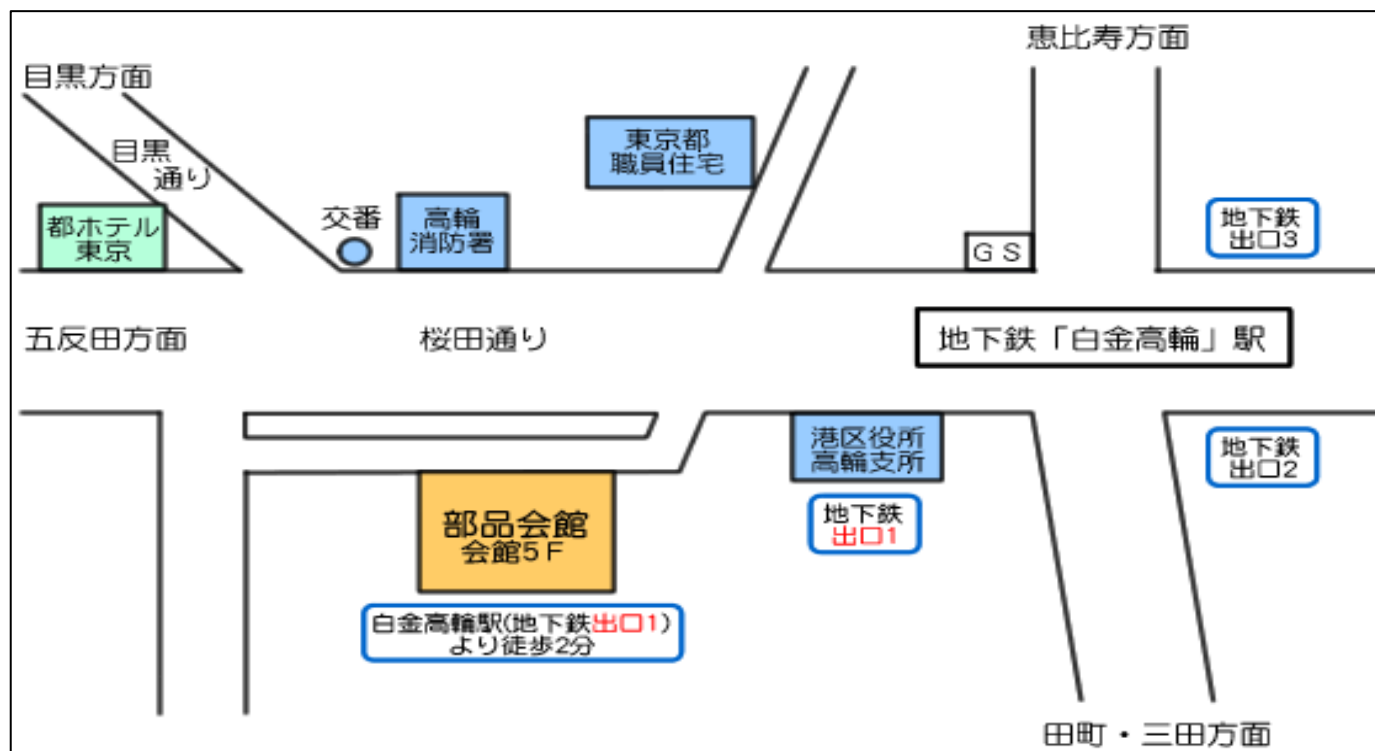 恵比寿方面
目黒方面
東京都
職員住宅
目黒
通り
交番
高輪
消防署
都ホテル
東京
地下鉄
出口3
GS
五反田方面
桜田通り
地下鉄「白金高輪」駅
港区役所
高輪支所
地下鉄
出口2
地下鉄
出口1
部品会館
会館5F
白金高輪駅(地下鉄出口1)
より徒歩2分
田町・三田方面